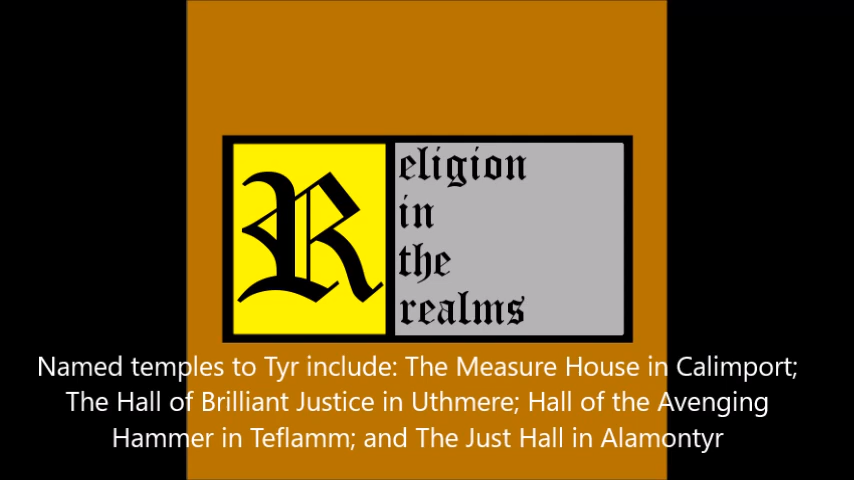 Religion
in
the
realms
Named temples to Tyr include: The Measure House in Calimport;
The Hall of Brilliant Justice in Uthmere; Hall of the Avenging
Hammer in Teflamm; and The Just Hall in Alamontyr